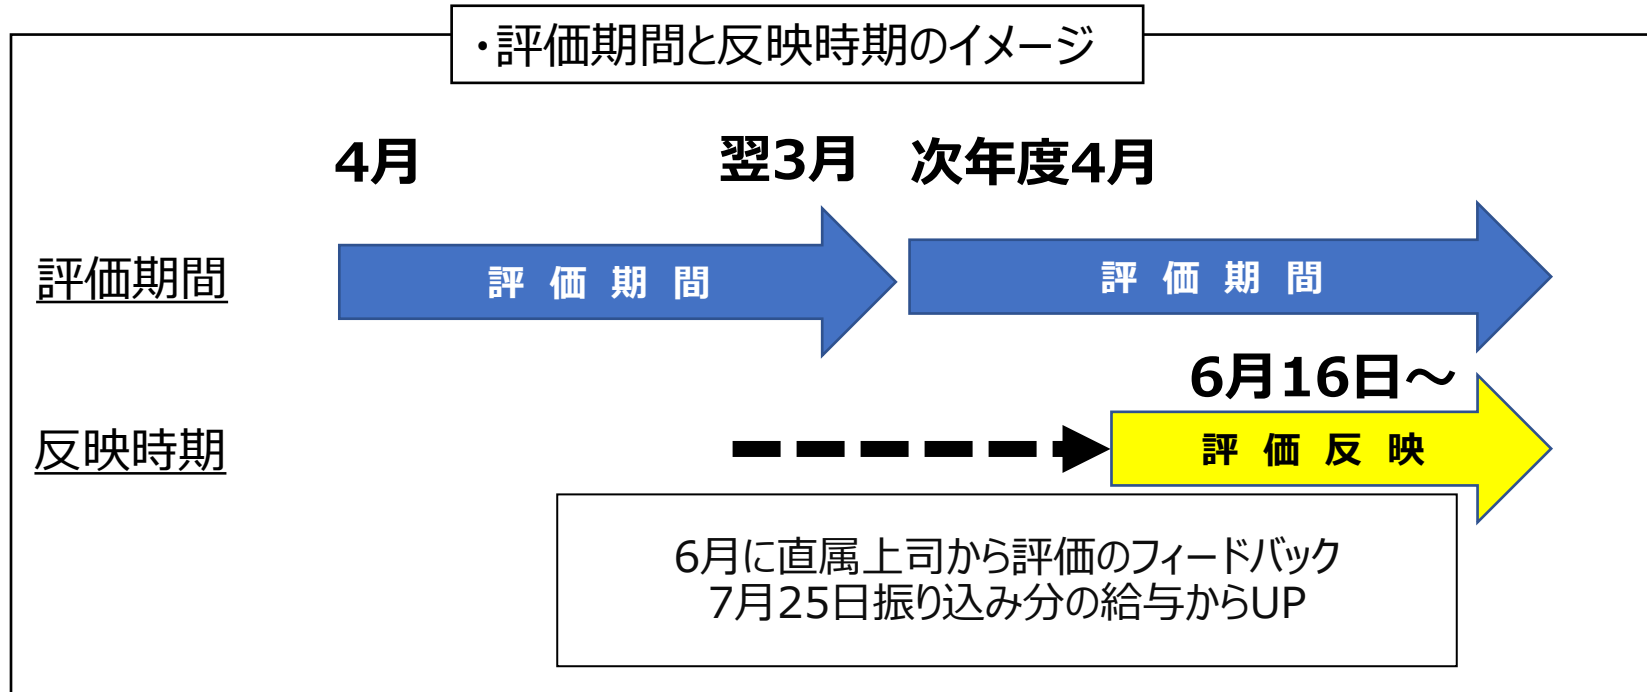 ・評価期間と反映時期のイメージ
4月 翌3月 次年度4月
評価期間 評価期間 評価期間
6月16日～
反映時期 評価反映
6月に直属上司から評価のフィードバック
7月25日振り込み分の給与からUP